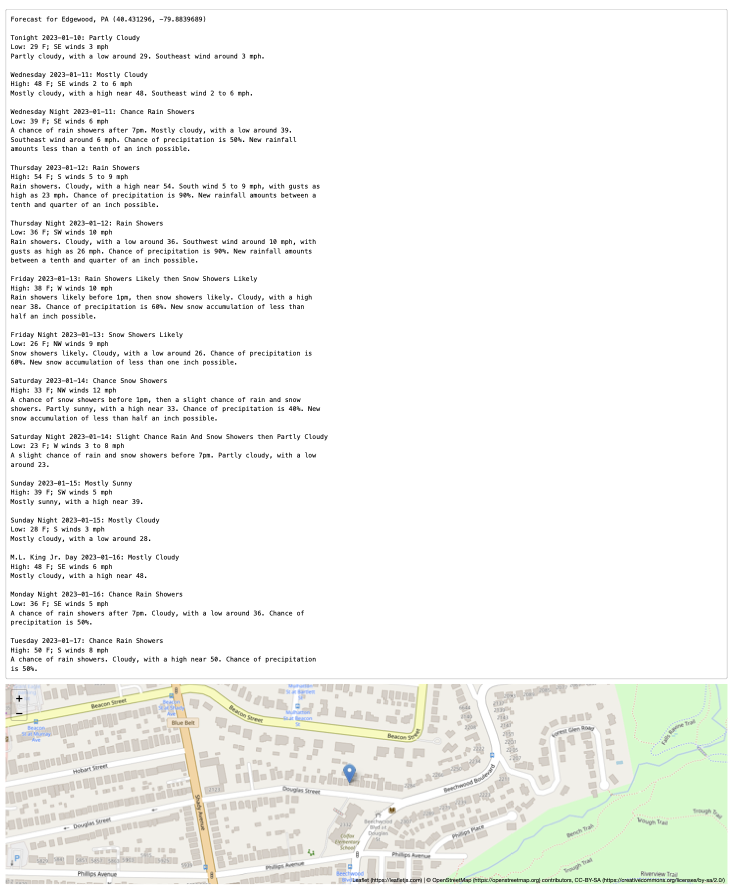 Forecast for Edgewood, PA (40.431296, -79.8839689)
Tonight 2023-01-10: Partly Cloudy
Low: 29 F; SE winds 3 mph
Partly cloudy, with a low around 29. Southeast wind around 3 mph.
Wednesday 2023-01-11: Mostly Cloudy
High: 48 F; SE winds 2 to 6 mph
Mostly cloudy, with a high near 48. Southeast wind 2 to 6 mph.
Wednesday Night 2023-01-11: Chance Rain Showers
Low: 39 F; SE winds 6 mph
A chance of rain showers after 7pm. Mostly cloudy, with a low around 39.
Southeast wind around 6 mph. Chance of precipitation is 50%. New rainfall
amounts less than a tenth of an inch possible.
Thursday 2023-01-12: Rain Showers
High: 54 F; S winds 5 to 9 mph
Rain showers. Cloudy, with a high near 54. South wind 5 to 9 mph, with gusts as
high as 23 mph. Chance of precipitation is 90%. New rainfall amounts between a
tenth and quarter of an inch possible.
Thursday Night 2023-01-12: Rain Showers
Low: 36 F; SW winds 10 mph
Rain showers. Cloudy, with a low around 36. Southwest wind around 10 mph, with
gusts as high as 26 mph. Chance of precipitation is 90%. New rainfall amounts
between a tenth and quarter of an inch possible.
Friday 2023-01-13: Rain Showers Likely then Snow Showers Likely
High: 38 F; W winds 10 mph
Rain showers likely before 1pm, then snow showers likely. Cloudy, with a high
near 38. Chance of precipitation is 60%. New snow accumulation of less than
half an inch possible.
Friday Night 2023-01-13: Snow Showers Likely
Low: 26 F; NW winds 9 mph
Snow showers likely. Cloudy, with a low around 26. Chance of precipitation is
60%. New snow accumulation of less than one inch possible.
Saturday 2023-01-14: Chance Snow Showers
High: 33 F; NW winds 12 mph
A chance of snow showers before 1pm, then a slight chance of rain and snow
showers. Partly sunny, with a high near 33. Chance of precipitation is 40%. New
snow accumulation of less than half an inch possible.
Saturday Night 2023-01-14: Slight Chance Rain And Snow Showers then Partly Cloudy
Low: 23 F; W winds 3 to 8 mph
A slight chance of rain and snow showers before 7pm. Partly cloudy, with a low
around 23.
Sunday 2023-01-15: Mostly Sunny
High: 39 F; SW winds 5 mph
Mostly sunny, with a high near 39.
Sunday Night 2023-01-15: Mostly Cloudy
Low: 28 F; S winds 3 mph
Mostly cloudy, with a low around 28.
M.L. King Jr. Day 2023-01-16: Mostly Cloudy
High: 48 F; SE winds 6 mph
Mostly cloudy, with a high near 48.
Monday Night 2023-01-16: Chance Rain Showers
Low: 36 F; SE winds 5 mph
A chance of rain showers after 7pm. Cloudy, with a low around 36. Chance of
precipitation is 50%.
Tuesday 2023-01-17: Chance Rain Showers
High: 50 F; S winds 8 mph
A chance of rain showers. Cloudy, with a high near 50. Chance of precipitation
is 50%.
+
−
Beacon Street
Blue Belt
Beacon Street
Beacon St
Hobart Street
Shady Avenue
Douglas Street
Douglas Street
Beechwood Boulevard
Forest Glen Road
Falls Ravine Trail
Colfax
Elementary
School
Phillips Place
Phillips Avenue
Phillips Avenue
P
Bench Trail
Trough Trail
Trough Trail
Trough Trail
Riverview Trail
Leaflet (https://leafletjs.com) | © OpenStreetMap (https://openstreetmap.org) contributors, CC-BY-SA (https://creativecommons.org/licenses/by-sa/2.0/)